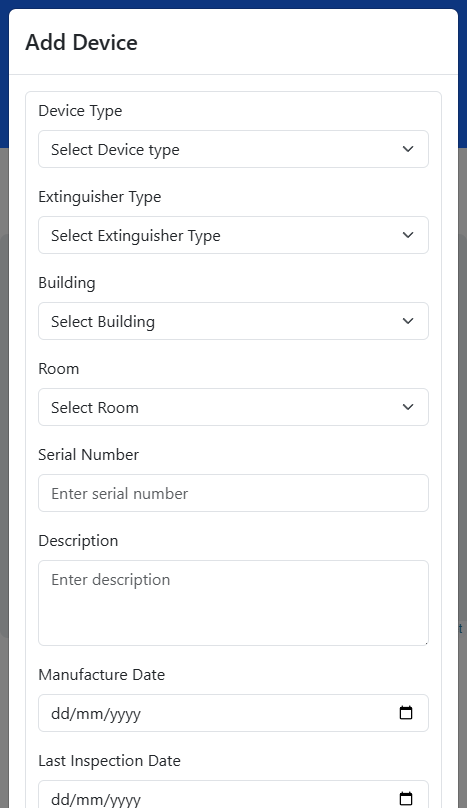 Add Device
Device Type
Select Device type
Extinguisher Type
Select Extinguisher Type
Building
Select Building
Room
Select Room
Serial Number
Enter serial number
Description
Enter description
Manufacture Date
dd/mm/yyyy
Last Inspection Date
dd/mm/yyyy